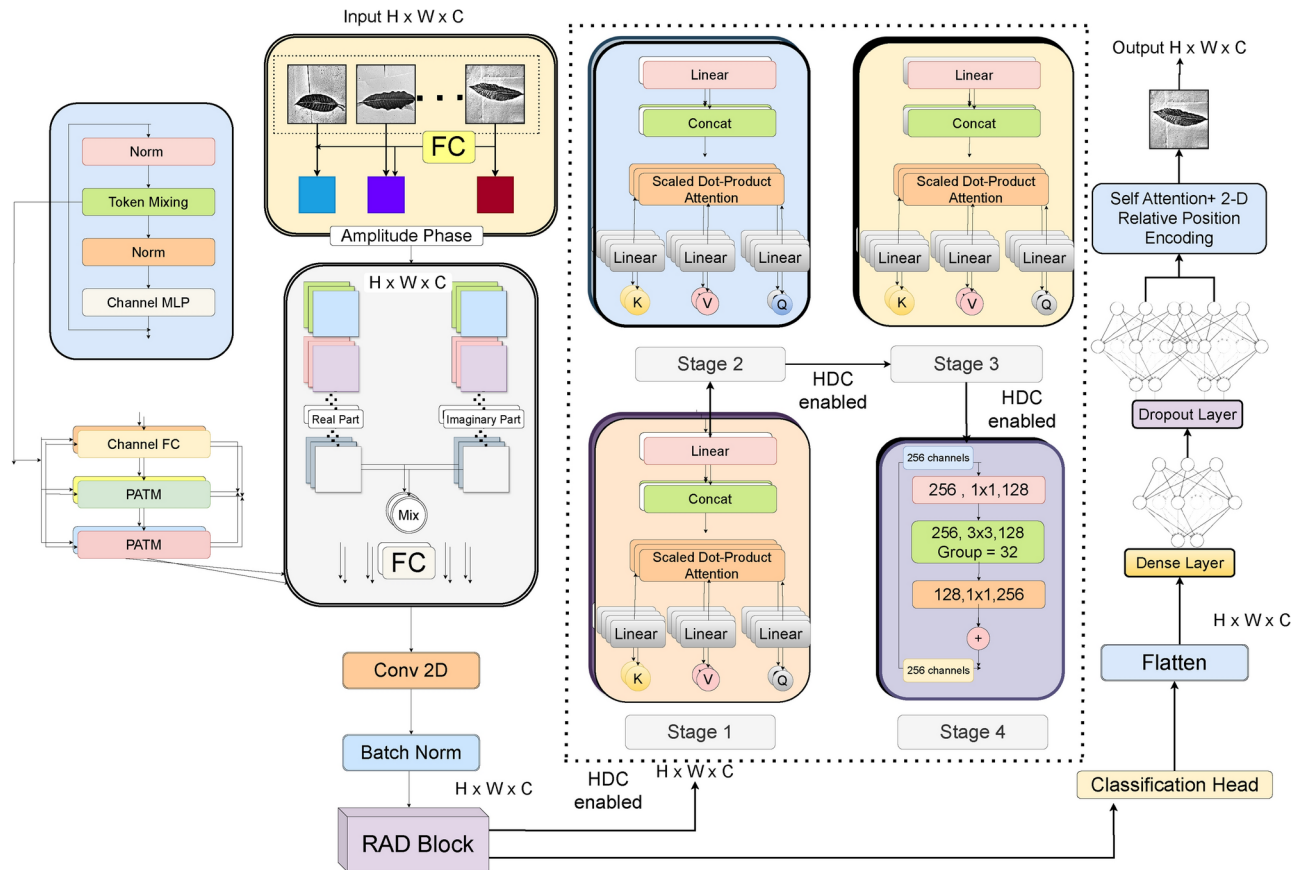 Input H x W x C
FC
Amplitude Phase
Norm
Token Mixing
Norm
Channel MLP
Channel FC
PATM
PATM
H x W x C
Real Part
Imaginary Part
Mix
FC
Conv 2D
Batch Norm
H x W x C
RAD Block
HDC
enabled
H x W x C
Linear
Concat
Scaled Dot-Product
Attention
Linear
Linear
Linear
K
V
Q
Stage 2
HDC
enabled
Linear
Concat
Scaled Dot-Product
Attention
Linear
Linear
Linear
K
V
Q
Stage 3
HDC
enabled
Linear
Concat
Scaled Dot-Product
Attention
Linear
Linear
Linear
K
V
Q
Stage 1
256 channels
256 , 1x1,128
256, 3x3,128
Group = 32
128,1x1,256
+
256 channels
Stage 4
Output H x W x C
Self Attention+ 2-D
Relative Position
Encoding
Dropout Layer
Dense Layer
H x W x C
Flatten
Classification Head